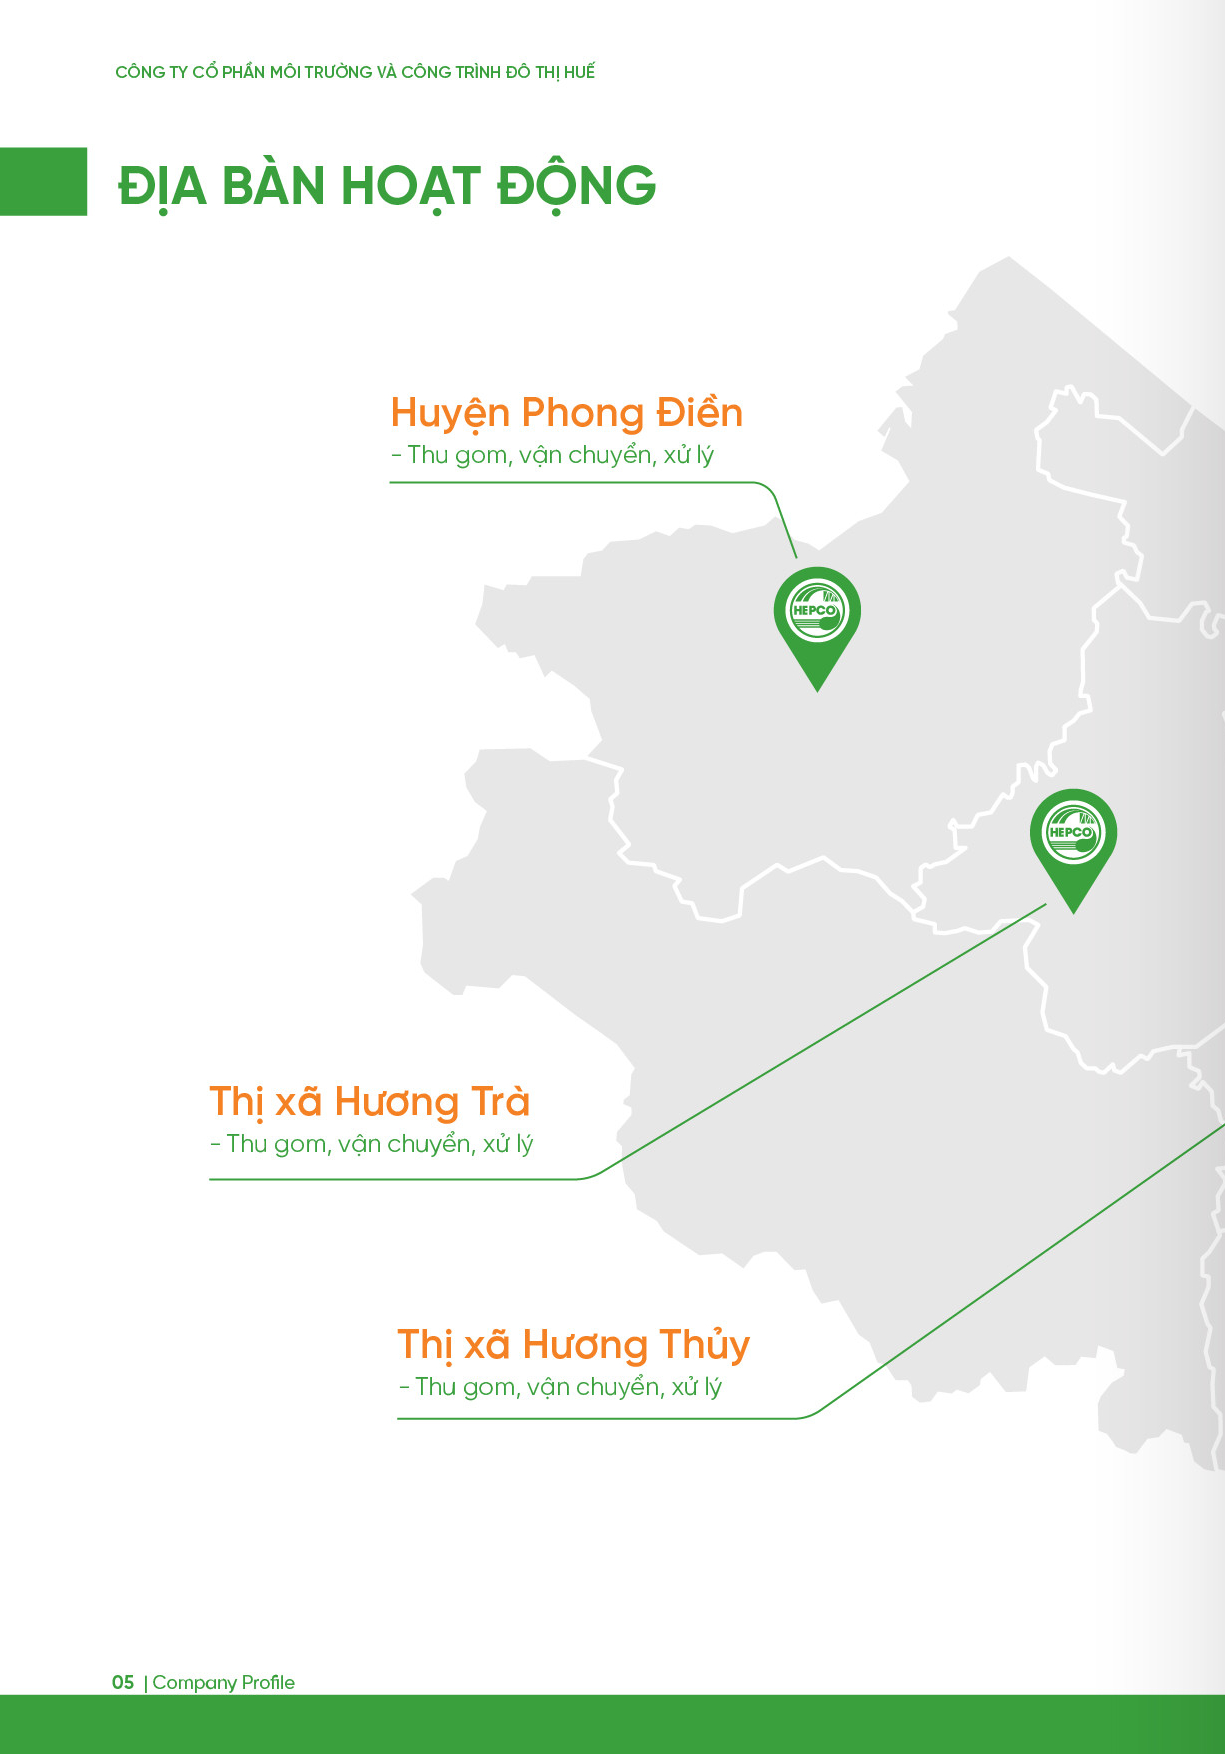 CÔNG TY CỔ PHẦN MÔI TRƯỜNG VÀ CÔNG TRÌNH ĐÔ THỊ HUẾ
ĐỊA BÀN HOẠT ĐỘNG
Huyện Phong Điền
- Thu gom, vận chuyển, xử lý
HEPCO
HEPCO
Thị xã Hương Trà
- Thu gom, vận chuyển, xử lý
Thị xã Hương Thủy
- Thu gom, vận chuyển, xử lý
05 | Company Profile